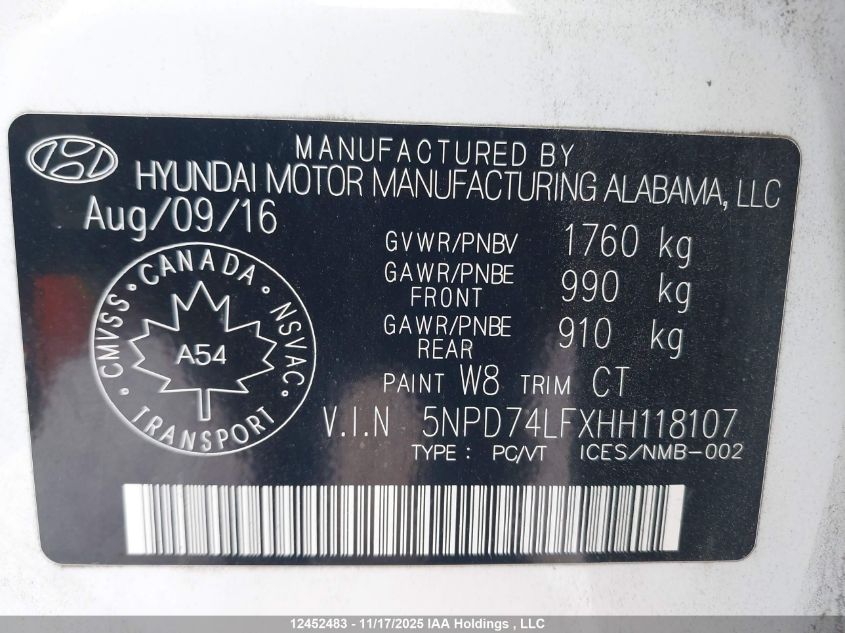 MANUFACTURED BY
HYUNDAI MOTOR MANUFACTURING ALABAMA, LLC
Aug/09/16
GVWR/PNBV 1760 kg
GAWR/PNBE FRONT 990 kg
GAWR/PNBE REAR 910 kg
PAINT W8 TRIM CT
V.I.N 5NPD74LFXHH118107
TYPE : PC/VT ICES/NMB-002
CMVSS • CANADA • NSVAC • TRANSPORT •
A54
12452483 - 11/17/2025 IAA Holdings , LLC